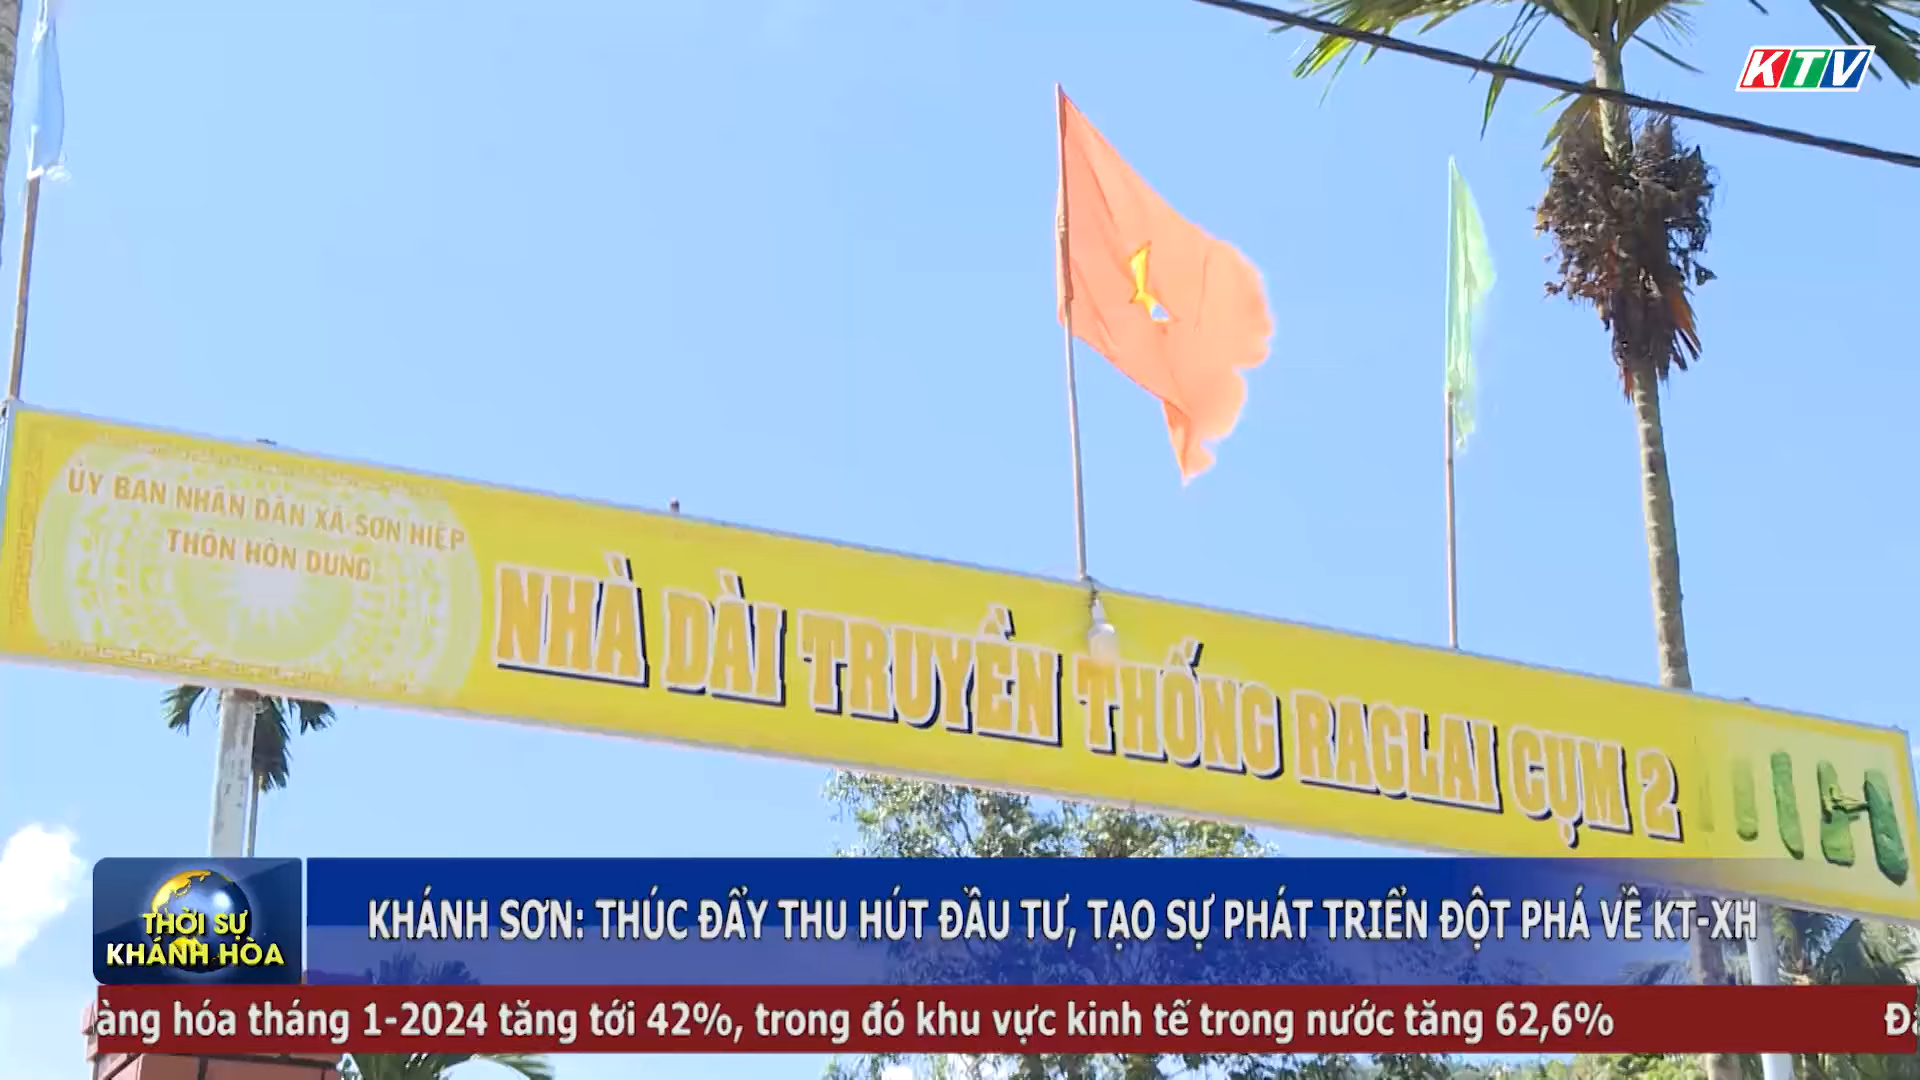 KTV
ỦY BAN NHÂN DÂN XÃ SƠN HIỆP
THÔN HÒN DUNG
NHÀ DÀI TRUYỀN THỐNG RAGLAI CỤM 2
THỜI SỰ
KHÁNH HÒA
KHÁNH SƠN: THÚC ĐẨY THU HÚT ĐẦU TƯ, TẠO SỰ PHÁT TRIỂN ĐỘT PHÁ VỀ KT-XH
àng hóa tháng 1-2024 tăng tới 42%, trong đó khu vực kinh tế trong nước tăng 62,6%